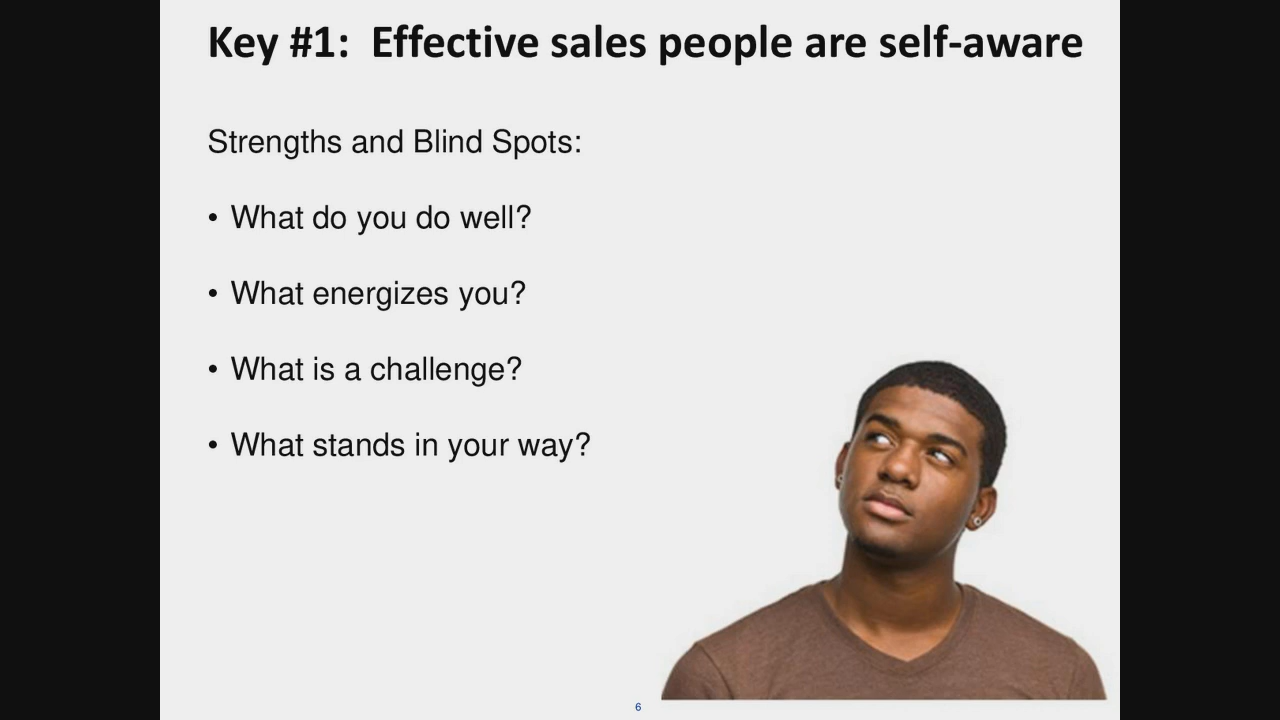 Key #1:  Effective sales people are self-aware
Strengths and Blind Spots:
• What do you do well?
• What energizes you?
• What is a challenge?
• What stands in your way?
6